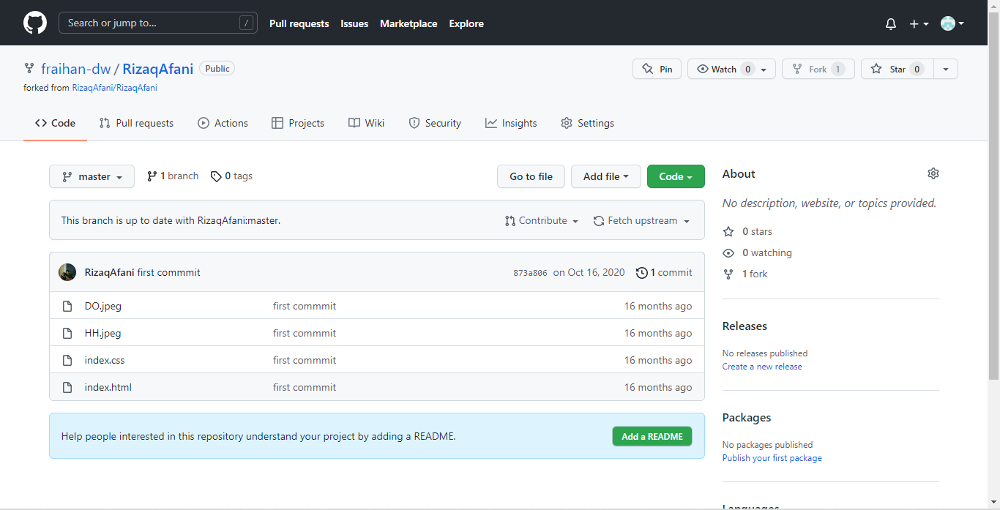 Search or jump to... /
Pull requests Issues Marketplace Explore
fraihan-dw / RizaqAfani Public
forked from RizaqAfani/RizaqAfani
Pin Watch 0 Fork 1 Star 0
Code Pull requests Actions Projects Wiki Security Insights Settings
master 1 branch 0 tags Go to file Add file Code
This branch is up to date with RizaqAfani:master. Contribute Fetch upstream
RizaqAfani first commmit 873a806 on Oct 16, 2020 1 commit
DO.jpeg first commmit 16 months ago
HH.jpeg first commmit 16 months ago
index.css first commmit 16 months ago
index.html first commmit 16 months ago
Help people interested in this repository understand your project by adding a README. Add a README
About
No description, website, or topics provided.
0 stars
0 watching
1 fork
Releases
No releases published
Create a new release
Packages
No packages published
Publish your first package
Languages